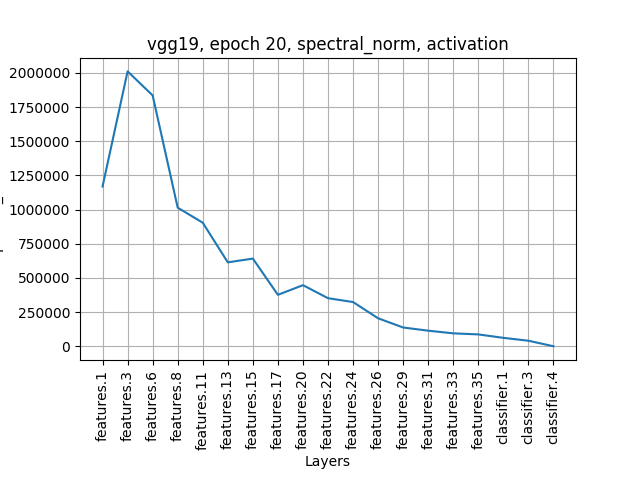 vgg19, epoch 20, spectral_norm, activation
2000000
1750000
1500000
1250000
1000000
750000
500000
250000
0
features.1
features.3
features.6
features.8
features.11
features.13
features.15
features.17
features.20
features.22
features.24
features.26
features.29
features.31
features.33
features.35
classifier.1
classifier.3
classifier.4
Layers